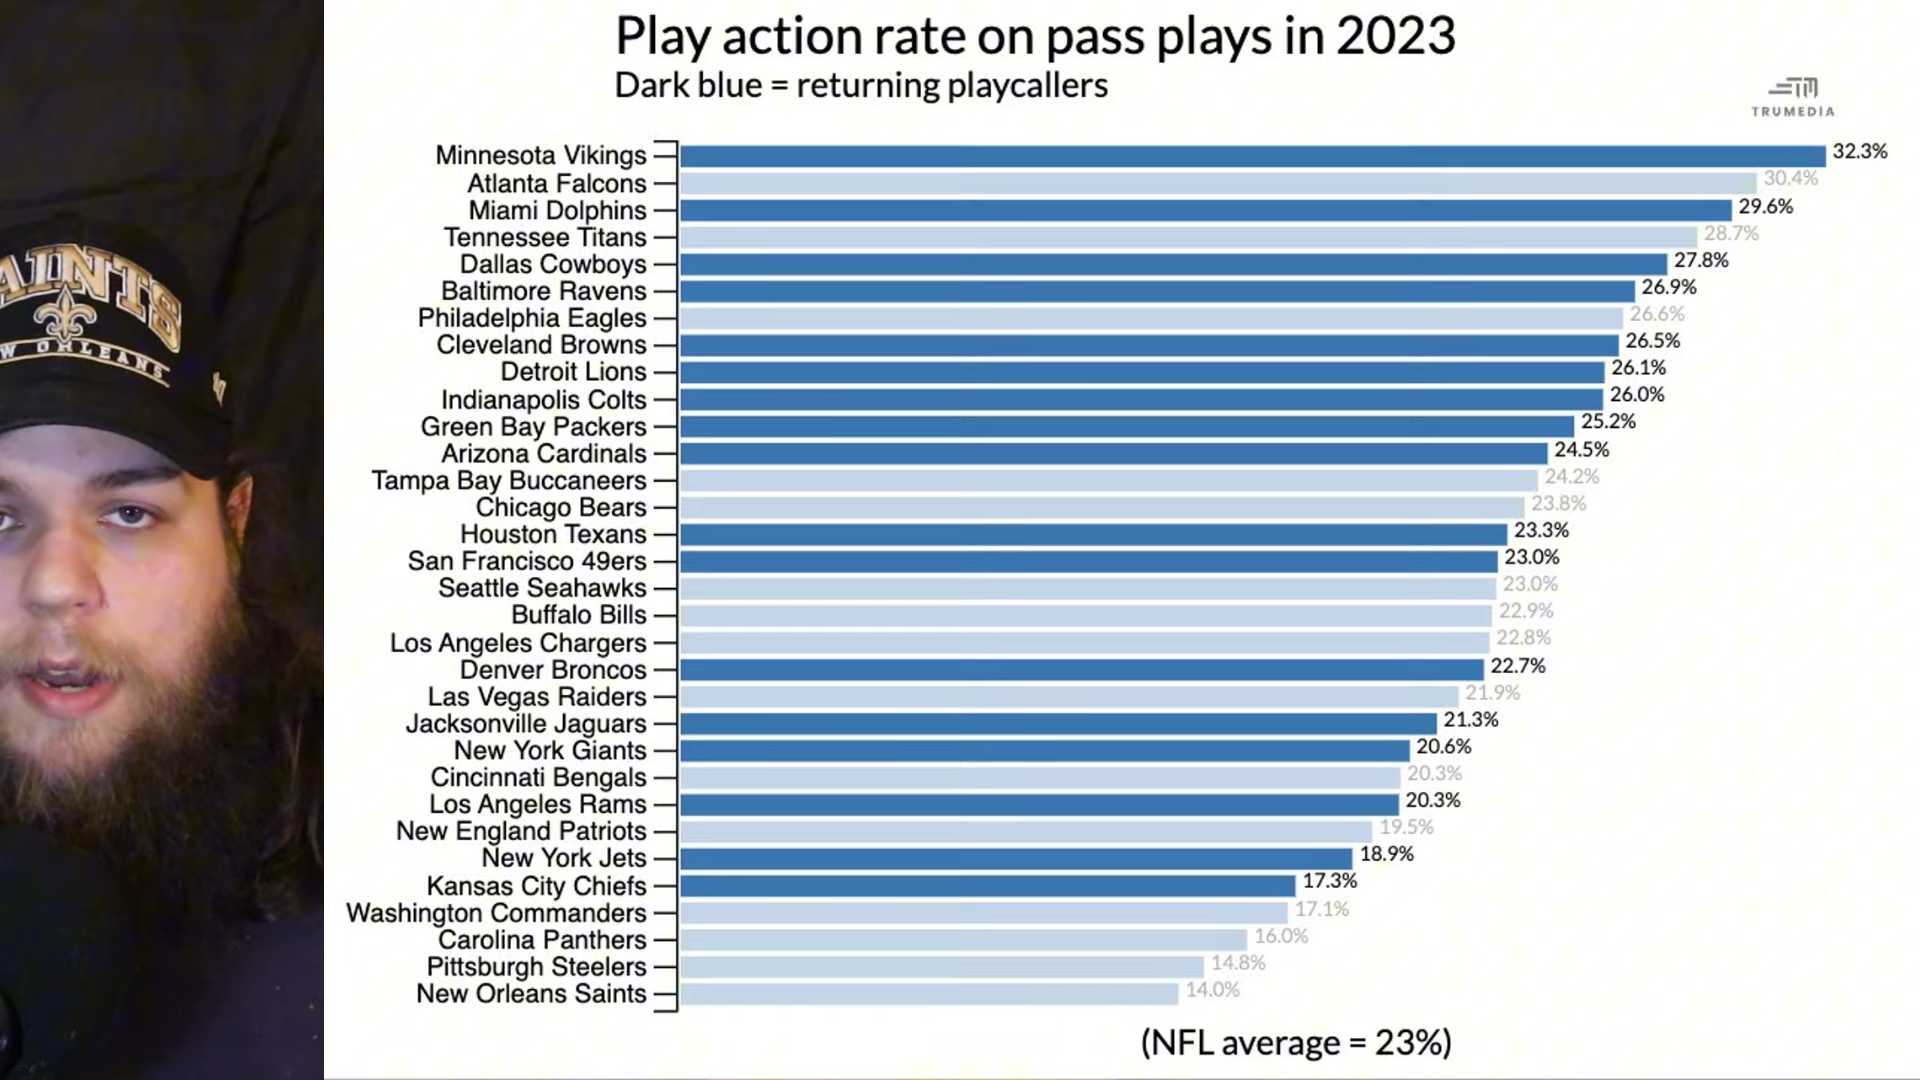 Play action rate on pass plays in 2023
Dark blue = returning playcallers
TRUMEDIA
AINTS
W ORLEANS
Minnesota Vikings 32.3%
Atlanta Falcons 30.4%
Miami Dolphins 29.6%
Tennessee Titans 28.7%
Dallas Cowboys 27.8%
Baltimore Ravens 26.9%
Philadelphia Eagles 26.6%
Cleveland Browns 26.5%
Detroit Lions 26.1%
Indianapolis Colts 26.0%
Green Bay Packers 25.2%
Arizona Cardinals 24.5%
Tampa Bay Buccaneers 24.2%
Chicago Bears 23.8%
Houston Texans 23.3%
San Francisco 49ers 23.0%
Seattle Seahawks 23.0%
Buffalo Bills 22.9%
Los Angeles Chargers 22.8%
Denver Broncos 22.7%
Las Vegas Raiders 21.9%
Jacksonville Jaguars 21.3%
New York Giants 20.6%
Cincinnati Bengals 20.3%
Los Angeles Rams 20.3%
New England Patriots 19.5%
New York Jets 18.9%
Kansas City Chiefs 17.3%
Washington Commanders 17.1%
Carolina Panthers 16.0%
Pittsburgh Steelers 14.8%
New Orleans Saints 14.0%
(NFL average = 23%)